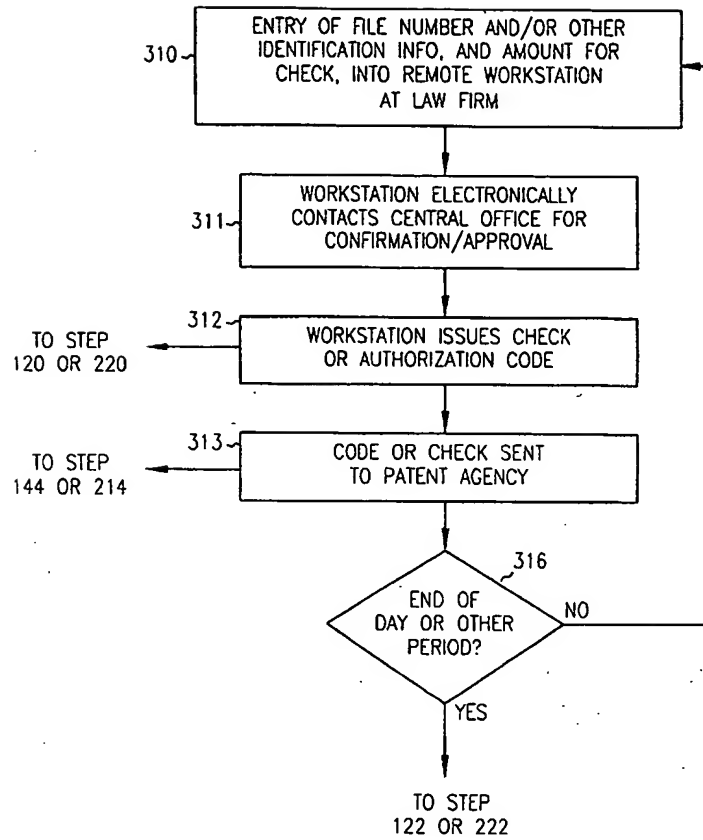 310
ENTRY OF FILE NUMBER AND/OR OTHER
IDENTIFICATION INFO, AND AMOUNT FOR
CHECK, INTO REMOTE WORKSTATION
AT LAW FIRM
311
WORKSTATION ELECTRONICALLY
CONTACTS CENTRAL OFFICE FOR
CONFIRMATION/APPROVAL
312
WORKSTATION ISSUES CHECK
OR AUTHORIZATION CODE
TO STEP
120 OR 220
313
CODE OR CHECK SENT
TO PATENT AGENCY
TO STEP
144 OR 214
316
END OF
DAY OR OTHER
PERIOD?
NO
YES
TO STEP
122 OR 222